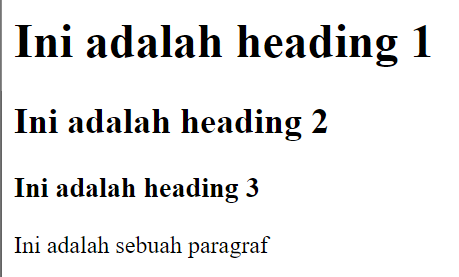 Ini adalah heading 1
Ini adalah heading 2
Ini adalah heading 3
Ini adalah sebuah paragraf